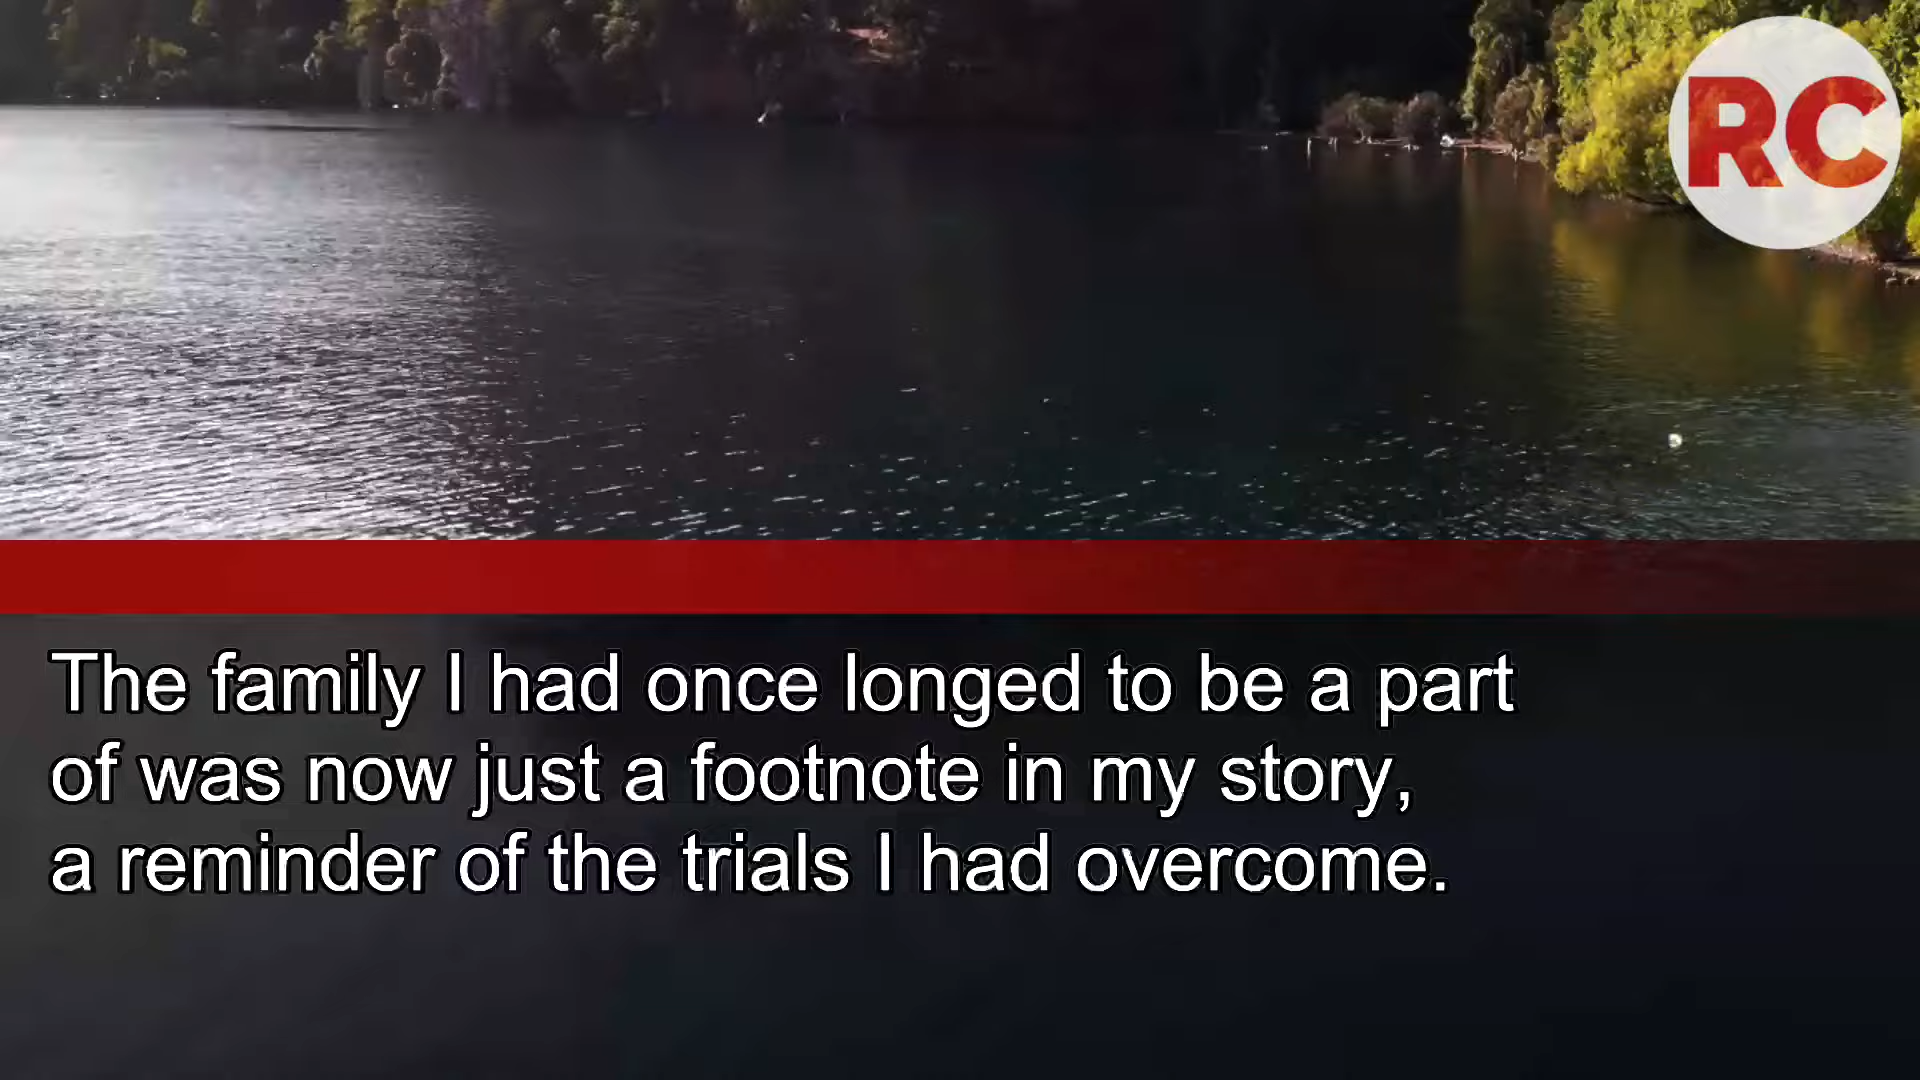 RC
The family I had once longed to be a part
of was now just a footnote in my story,
a reminder of the trials I had overcome.